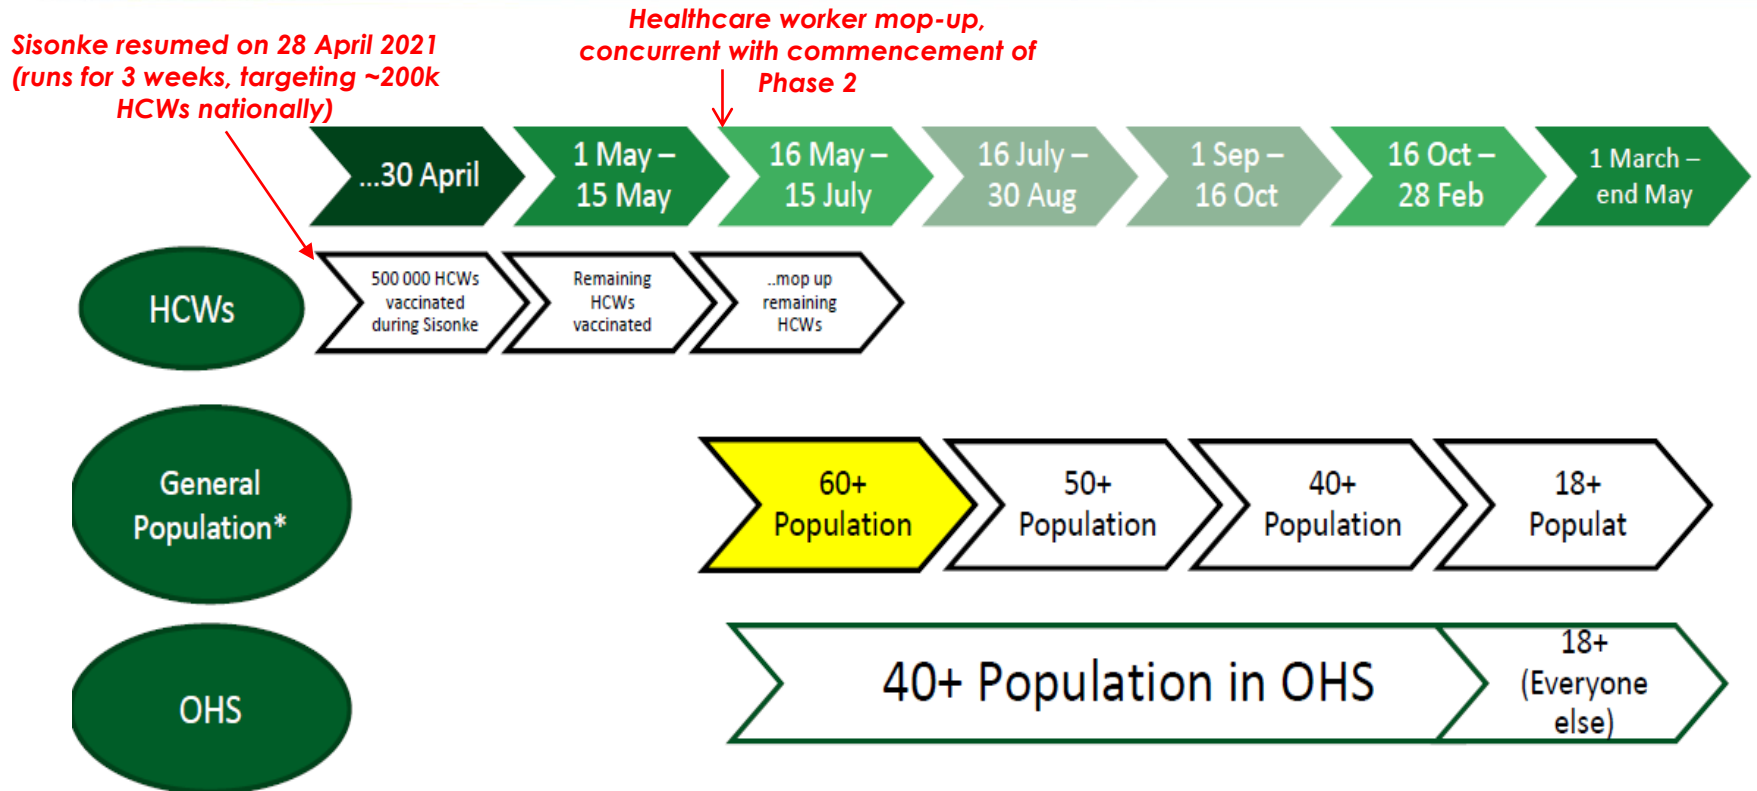 Sisonke resumed on 28 April 2021
(runs for 3 weeks, targeting ~200k
HCWs nationally)
Healthcare worker mop-up,
concurrent with commencement of
Phase 2
...30 April
1 May –
15 May
16 May –
15 July
16 July –
30 Aug
1 Sep –
16 Oct
16 Oct –
28 Feb
1 March –
end May
HCWs
500 000 HCWs
vaccinated
during Sisonke
Remaining
HCWs
vaccinated
..mop up
remaining
HCWs
General
Population*
60+
Population
50+
Population
40+
Population
18+
Populat
OHS
40+ Population in OHS
18+
(Everyone
else)